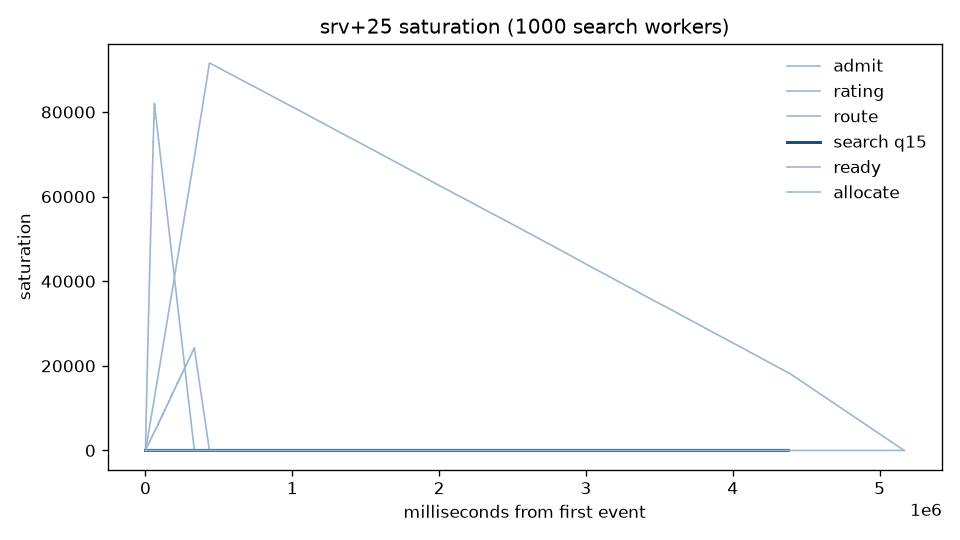 srv+25 saturation (1000 search workers)
admit
rating
route
search q15
ready
allocate
saturation
80000
60000
40000
20000
0
0 1 2 3 4 5
1e6
milliseconds from first event